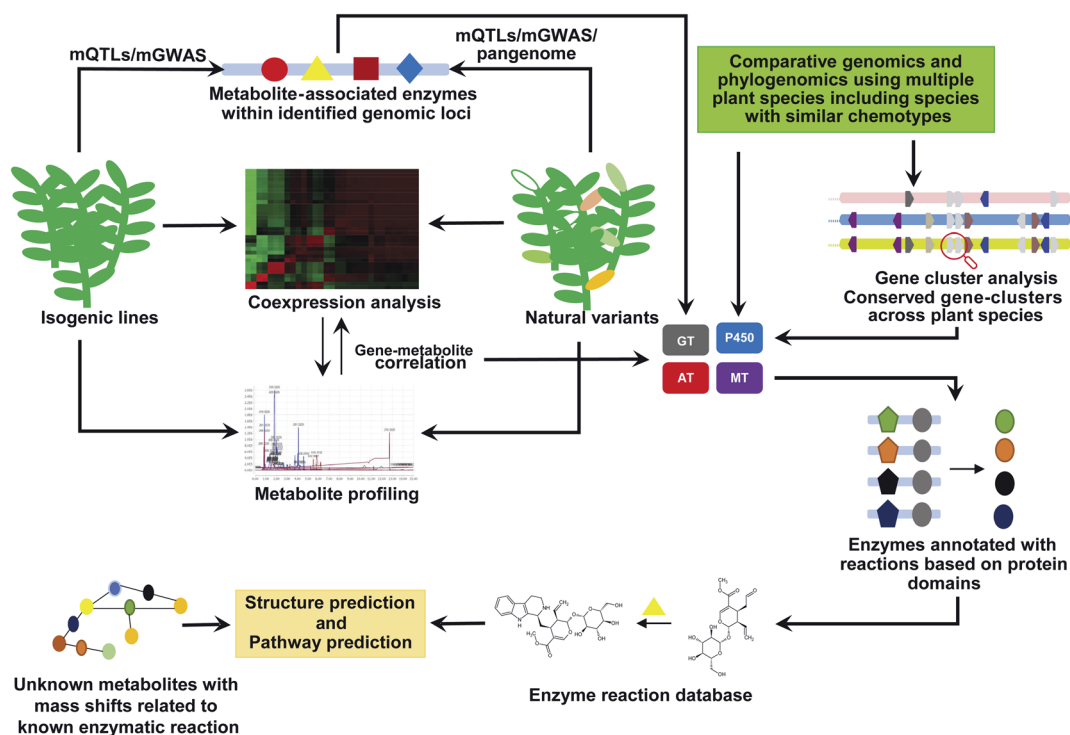 mQTLs/mGWAS
mQTLs/mGWAS/
pangenome
Metabolite-associated enzymes
within identified genomic loci
Comparative genomics and
phylogenomics using multiple
plant species including species
with similar chemotypes
Isogenic lines
Coexpression analysis
Natural variants
Gene cluster analysis
Conserved gene-clusters
across plant species
Gene-metabolite
correlation
GT
P450
AT
MT
Metabolite profiling
Enzymes annotated with
reactions based on protein
domains
Structure prediction
and
Pathway prediction
Enzyme reaction database
Unknown metabolites with
mass shifts related to
known enzymatic reaction